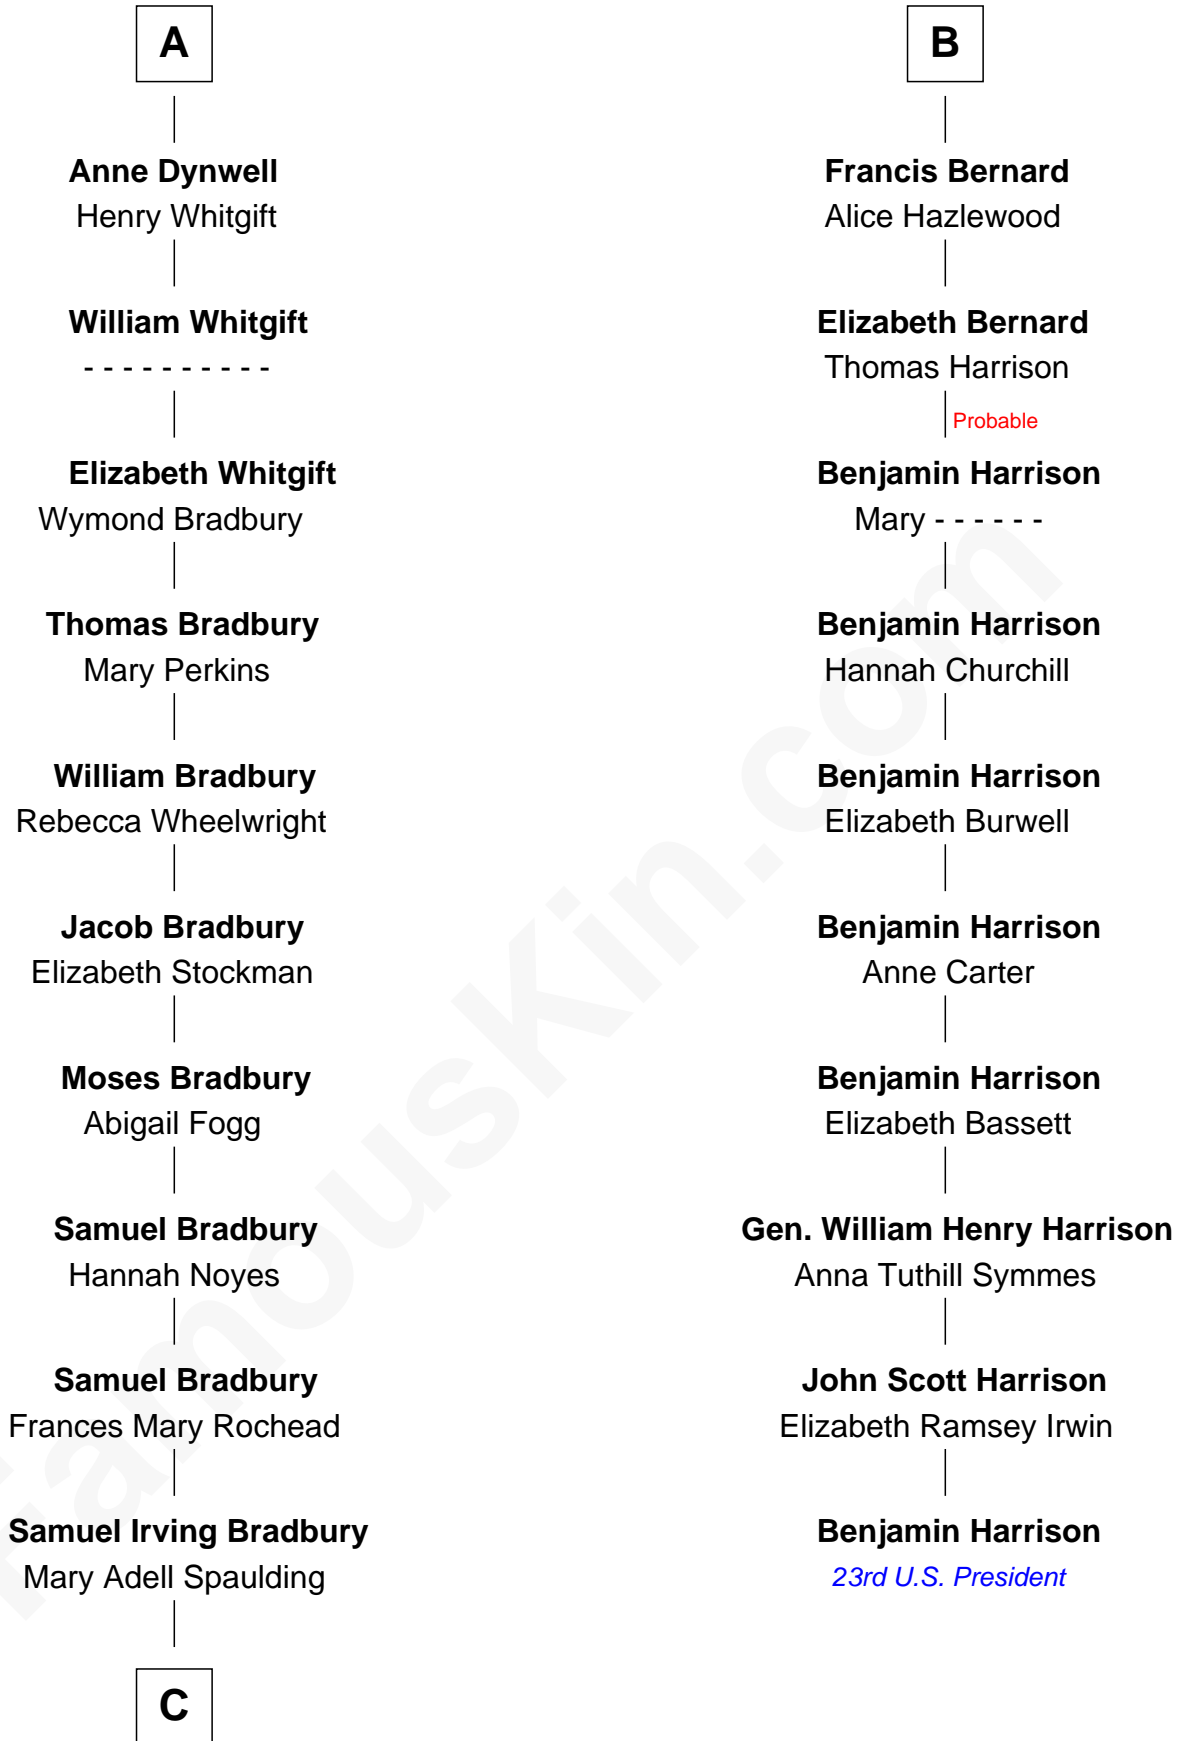 A
Anne Dynwell
Henry Whitgift
William Whitgift
- - - - - - - - - -
Elizabeth Whitgift
Wymond Bradbury
Thomas Bradbury
Mary Perkins
William Bradbury
Rebecca Wheelwright
Jacob Bradbury
Elizabeth Stockman
Moses Bradbury
Abigail Fogg
Samuel Bradbury
Hannah Noyes
Samuel Bradbury
Frances Mary Rochead
Samuel Irving Bradbury
Mary Adell Spaulding
C
B
Francis Bernard
Alice Hazlewood
Elizabeth Bernard
Thomas Harrison
Probable
Benjamin Harrison
Mary - - - - - -
Benjamin Harrison
Hannah Churchill
Benjamin Harrison
Elizabeth Burwell
Benjamin Harrison
Anne Carter
Benjamin Harrison
Elizabeth Bassett
Gen. William Henry Harrison
Anna Tuthill Symmes
John Scott Harrison
Elizabeth Ramsey Irwin
Benjamin Harrison
23rd U.S. President
FamousKin.com